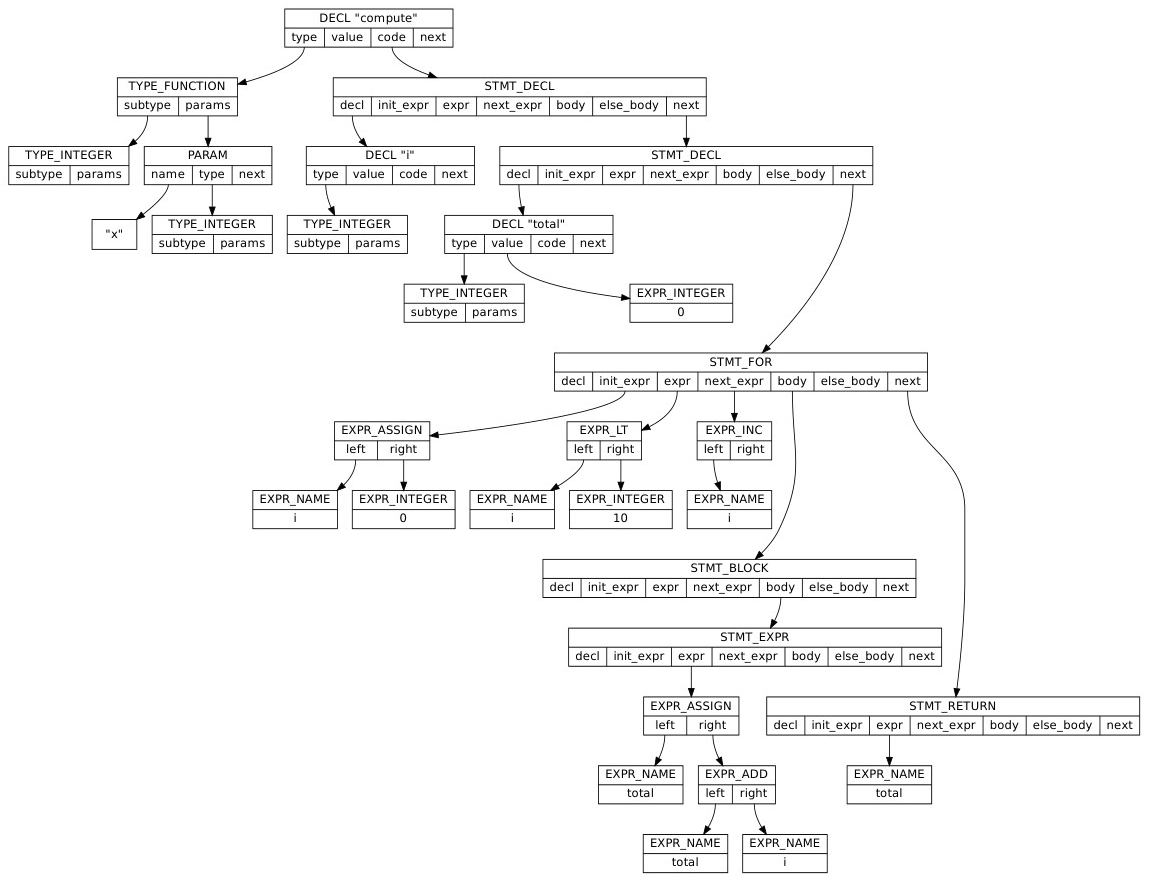 DECL "compute"
type value code next
TYPE_FUNCTION
subtype params
STMT_DECL
decl init_expr expr next_expr body else_body next
TYPE_INTEGER
subtype params
PARAM
name type next
DECL "i"
type value code next
STMT_DECL
decl init_expr expr next_expr body else_body next
"x"
TYPE_INTEGER
subtype params
TYPE_INTEGER
subtype params
DECL "total"
type value code next
TYPE_INTEGER
subtype params
EXPR_INTEGER
0
STMT_FOR
decl init_expr expr next_expr body else_body next
EXPR_ASSIGN
left right
EXPR_LT
left right
EXPR_INC
left right
EXPR_NAME
i
EXPR_INTEGER
0
EXPR_NAME
i
EXPR_INTEGER
10
EXPR_NAME
i
STMT_BLOCK
decl init_expr expr next_expr body else_body next
STMT_EXPR
decl init_expr expr next_expr body else_body next
EXPR_ASSIGN
left right
STMT_RETURN
decl init_expr expr next_expr body else_body next
EXPR_NAME
total
EXPR_ADD
left right
EXPR_NAME
total
EXPR_NAME
total
EXPR_NAME
i